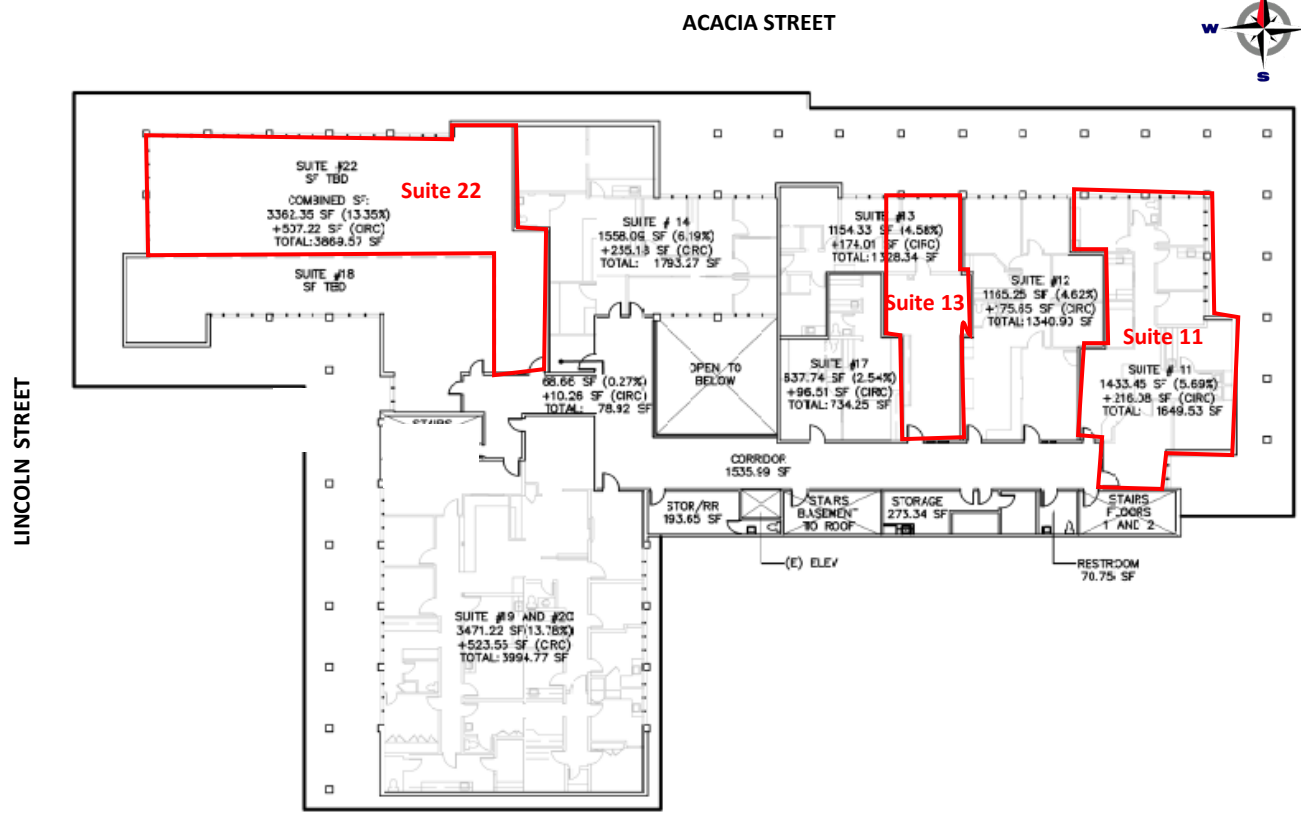 ACACIA STREET
W
S
LINCOLN STREET
SUITE #22
SF TBD
COMBINED SF:
3362.35 SF (13.35%)
+507.22 SF (CIRC)
TOTAL: 3869.57 SF
Suite 22
SUITE #18
SF TBD
SUITE # 14
1558.09 SF (6.19%)
+235.18 SF (CIRC)
TOTAL: 1793.27 SF
SUITE #13
1154.33 SF (4.58%)
+174.01 SF (CIRC)
TOTAL: 1328.34 SF
Suite 13
SUITE #12
1165.25 SF (4.62%)
+175.65 SF (CIRC)
TOTAL: 1340.90 SF
Suite 11
SUITE # 11
1433.45 SF (5.69%)
+216.08 SF (CIRC)
TOTAL: 1649.53 SF
SUITE #17
637.74 SF (2.54%)
+96.51 SF (CIRC)
TOTAL: 734.25 SF
OPEN TO
BELOW
68.66 SF (0.27%)
+10.26 SF (CIRC)
TOTAL: 78.92 SF
STAIRS
CORRIDOR
1535.99 SF
STOR/RR
193.65 SF
STAIRS
BASEMENT
TO ROOF
STORAGE
273.34 SF
STAIRS
FLOORS
1 AND 2
(E) ELEV
RESTROOM
70.75 SF
SUITE #19 AND #20
3471.22 SF (13.78%)
+523.55 SF (CIRC)
TOTAL: 3994.77 SF